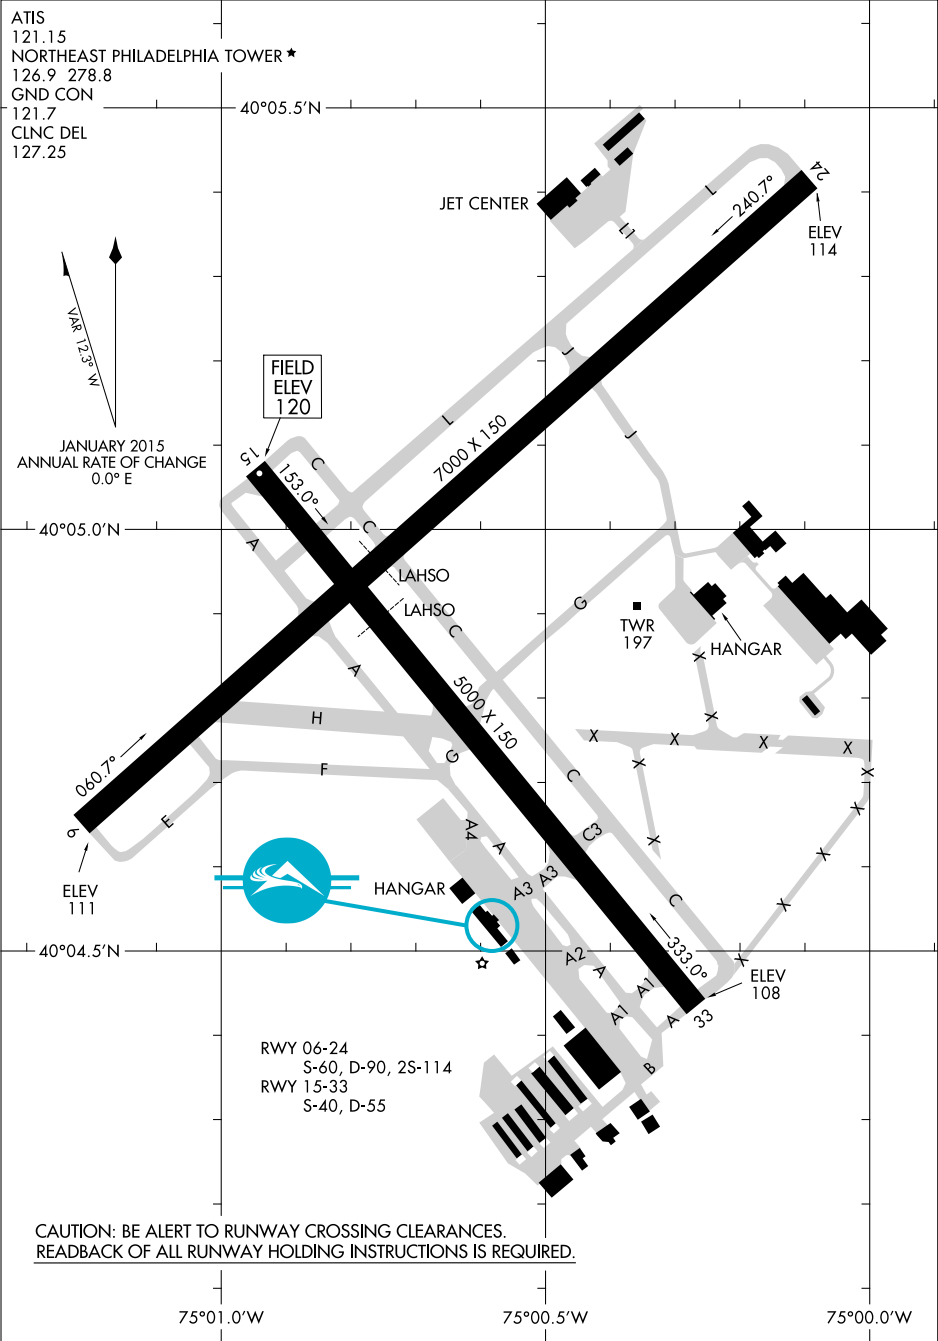 ATIS
121.15
NORTHEAST PHILADELPHIA TOWER ★
126.9 278.8
GND CON
121.7
CLNC DEL
127.25
40°05.5'N
JET CENTER
L
L1
24
240.7°
ELEV
114
VAR 12.3° W
JANUARY 2015
ANNUAL RATE OF CHANGE
0.0° E
FIELD
ELEV
120
J
J
L
7000 X 150
15
153.0°
C
C
40°05.0'N
A
LAHSO
LAHSO
G
TWR
197
HANGAR
C
A
X
5000 X 150
H
X
X
X
X
X
G
F
060.7°
X
X
C
9
E
A4
A
C3
X
X
X
ELEV
111
HANGAR
A3
A3
C
X
40°04.5'N
333.0°
A2
A
X
ELEV
108
A1
A1
A
33
B
RWY 06-24
S-60, D-90, 2S-114
RWY 15-33
S-40, D-55
CAUTION: BE ALERT TO RUNWAY CROSSING CLEARANCES.
READBACK OF ALL RUNWAY HOLDING INSTRUCTIONS IS REQUIRED.
75°01.0'W
75°00.5'W
75°00.0'W